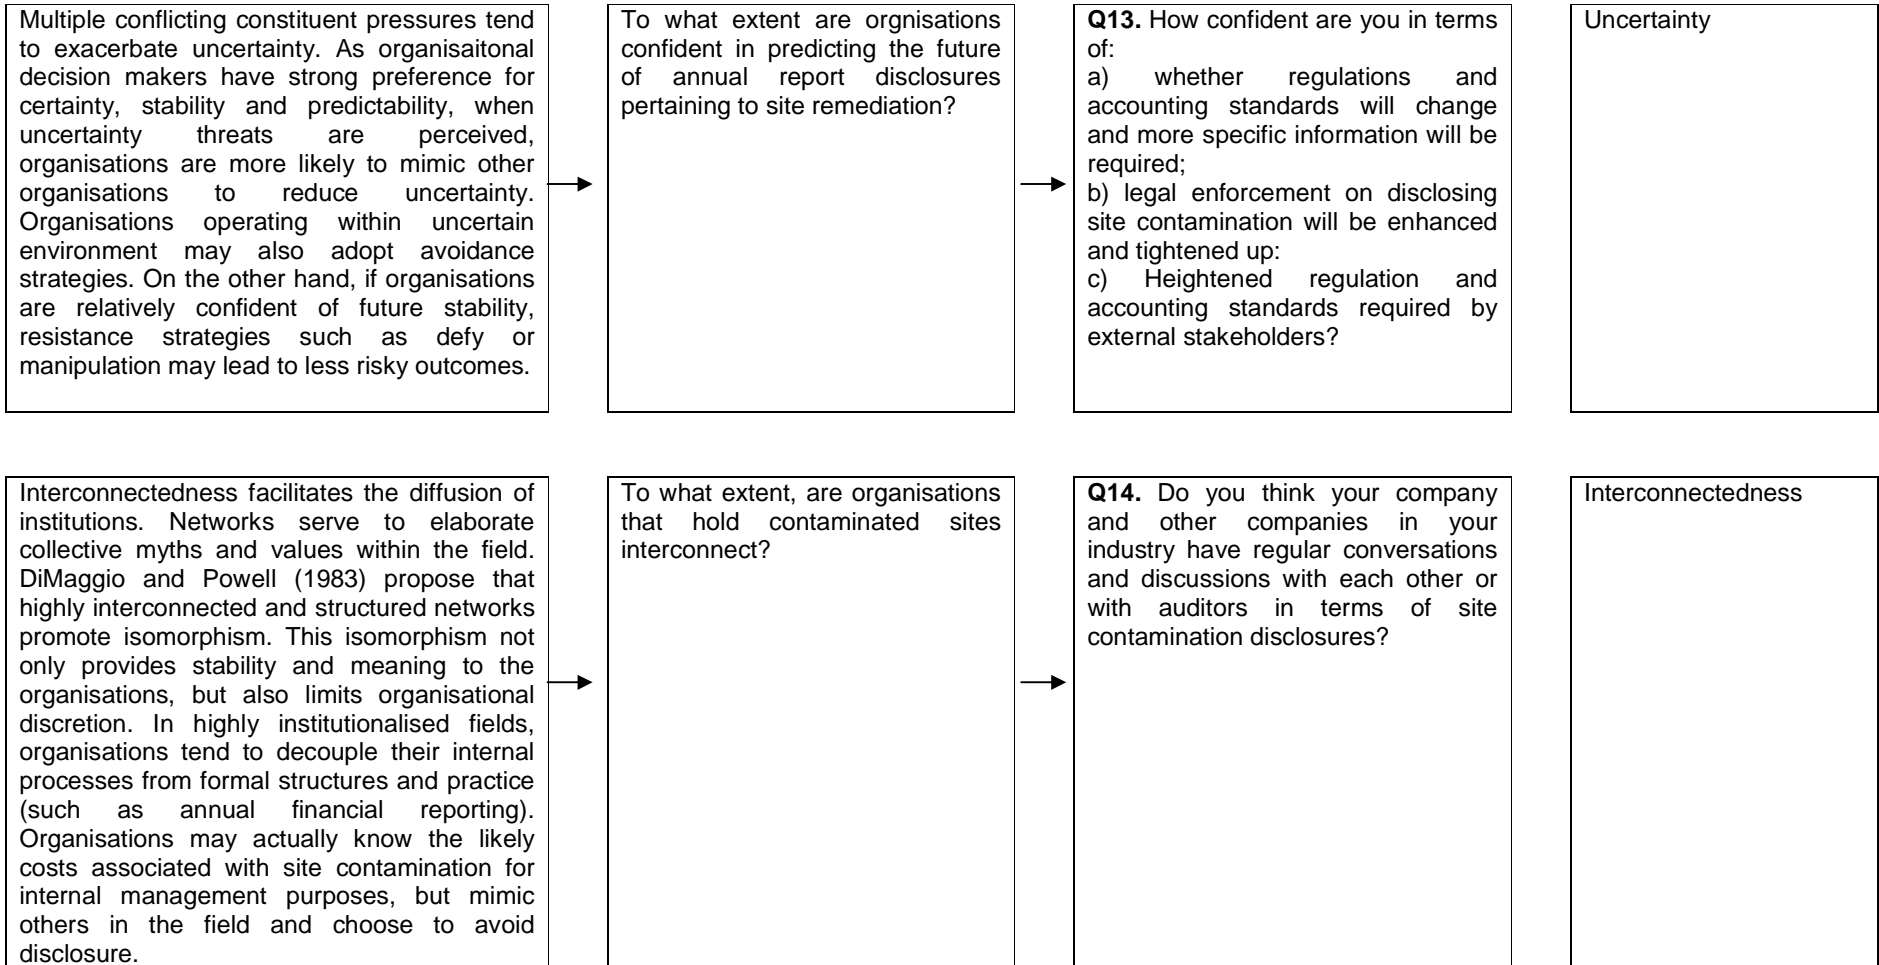 Multiple conflicting constituent pressures tend
to exacerbate uncertainty. As organisaitonal
decision makers have strong preference for
certainty, stability and predictability, when
uncertainty threats are perceived,
organisations are more likely to mimic other
organisations to reduce uncertainty.
Organisations operating within uncertain
environment may also adopt avoidance
strategies. On the other hand, if organisations
are relatively confident of future stability,
resistance strategies such as defy or
manipulation may lead to less risky outcomes.
To what extent are orgnisations
confident in predicting the future
of annual report disclosures
pertaining to site remediation?
Q13. How confident are you in terms
of:
a) whether regulations and
accounting standards will change
and more specific information will be
required;
b) legal enforcement on disclosing
site contamination will be enhanced
and tightened up:
c) Heightened regulation and
accounting standards required by
external stakeholders?
Uncertainty
Interconnectedness facilitates the diffusion of
institutions. Networks serve to elaborate
collective myths and values within the field.
DiMaggio and Powell (1983) propose that
highly interconnected and structured networks
promote isomorphism. This isomorphism not
only provides stability and meaning to the
organisations, but also limits organisational
discretion. In highly institutionalised fields,
organisations tend to decouple their internal
processes from formal structures and practice
(such as annual financial reporting).
Organisations may actually know the likely
costs associated with site contamination for
internal management purposes, but mimic
others in the field and choose to avoid
disclosure.
To what extent, are organisations
that hold contaminated sites
interconnect?
Q14. Do you think your company
and other companies in your
industry have regular conversations
and discussions with each other or
with auditors in terms of site
contamination disclosures?
Interconnectedness